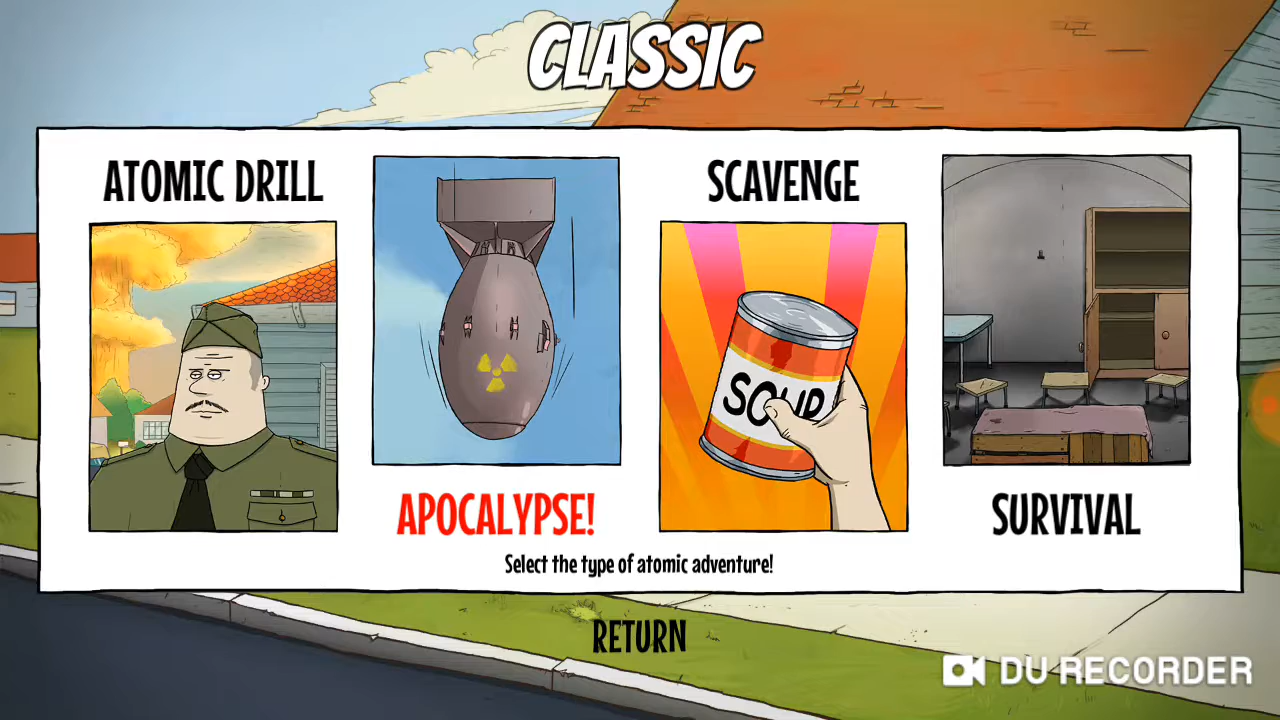 CLASSIC
ATOMIC DRILL
SCAVENGE
SOUP
APOCALYPSE!
SURVIVAL
Select the type of atomic adventure!
RETURN
DU RECORDER